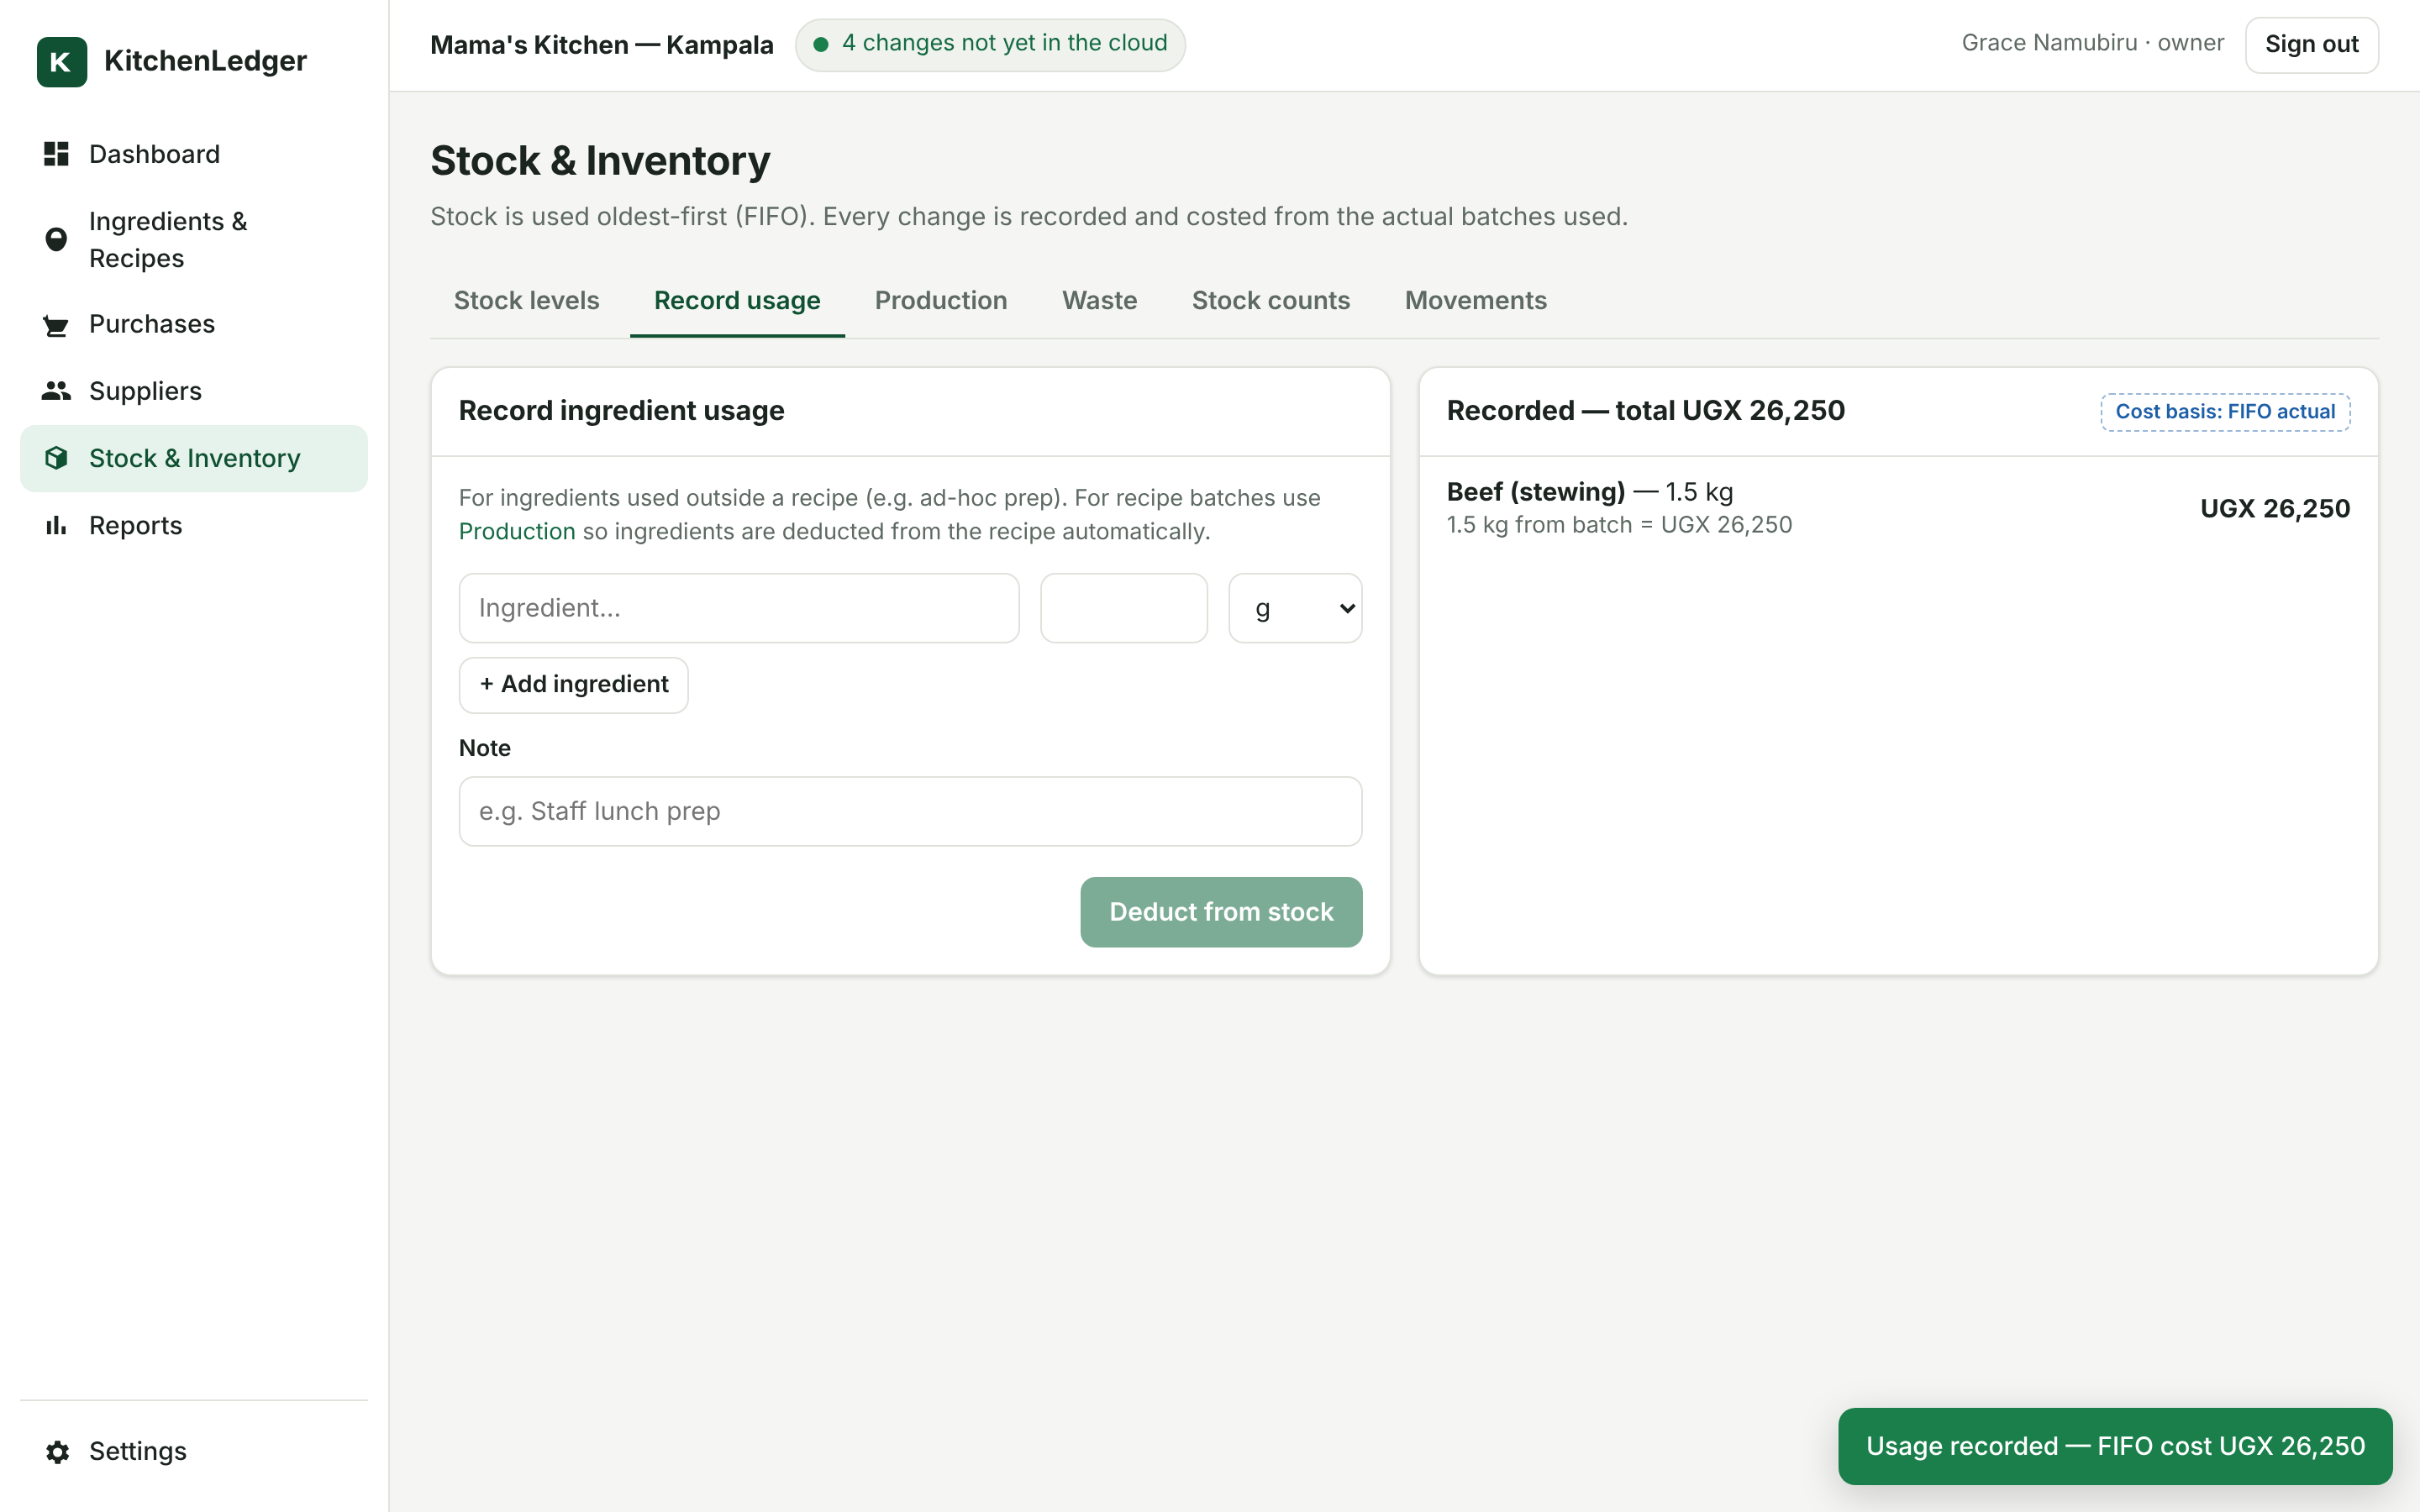 K KitchenLedger
Dashboard
Ingredients &
Recipes
Purchases
Suppliers
Stock & Inventory
Reports
Settings
Mama's Kitchen — Kampala
4 changes not yet in the cloud
Grace Namubiru · owner
Sign out
Stock & Inventory
Stock is used oldest-first (FIFO). Every change is recorded and costed from the actual batches used.
Stock levels
Record usage
Production
Waste
Stock counts
Movements
Record ingredient usage
For ingredients used outside a recipe (e.g. ad-hoc prep). For recipe batches use
Production so ingredients are deducted from the recipe automatically.
Ingredient...
g
+ Add ingredient
Note
e.g. Staff lunch prep
Deduct from stock
Recorded — total UGX 26,250
Cost basis: FIFO actual
Beef (stewing) — 1.5 kg
1.5 kg from batch = UGX 26,250
UGX 26,250
Usage recorded — FIFO cost UGX 26,250